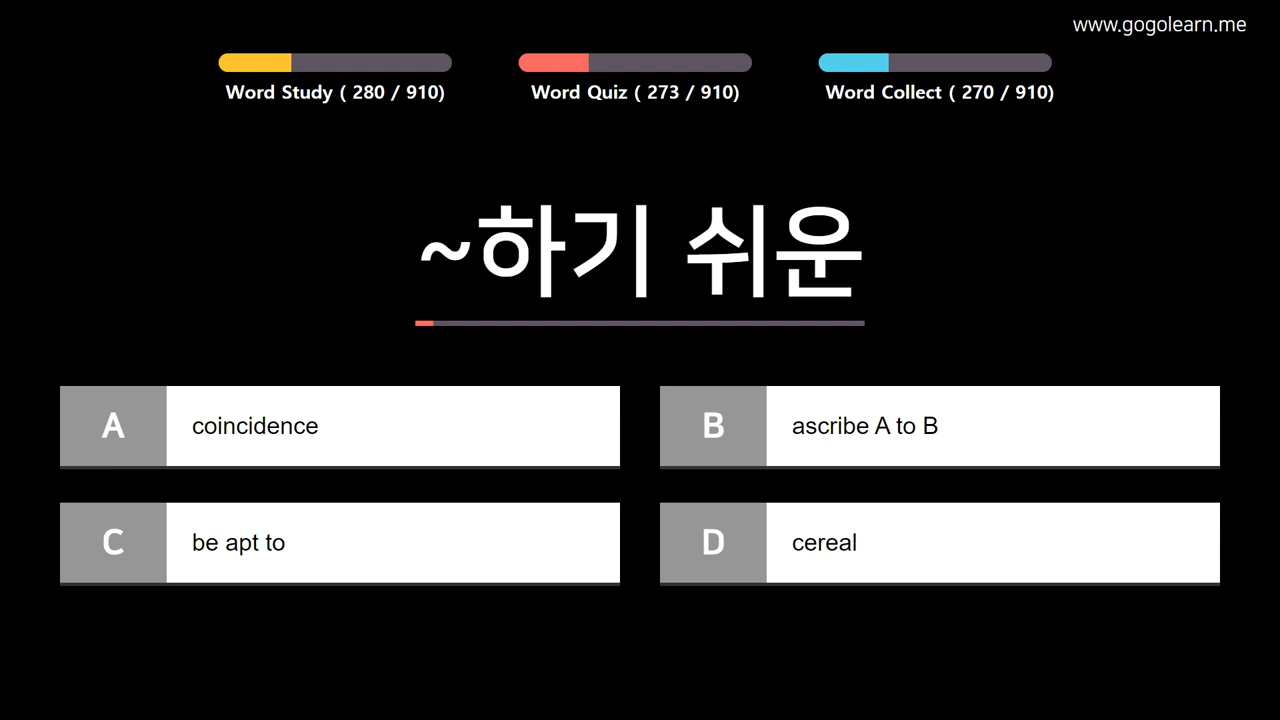 www.gogolearn.me
Word Study ( 280 / 910)
Word Quiz ( 273 / 910)
Word Collect ( 270 / 910)
~하기 쉬운
A coincidence
B ascribe A to B
C be apt to
D cereal